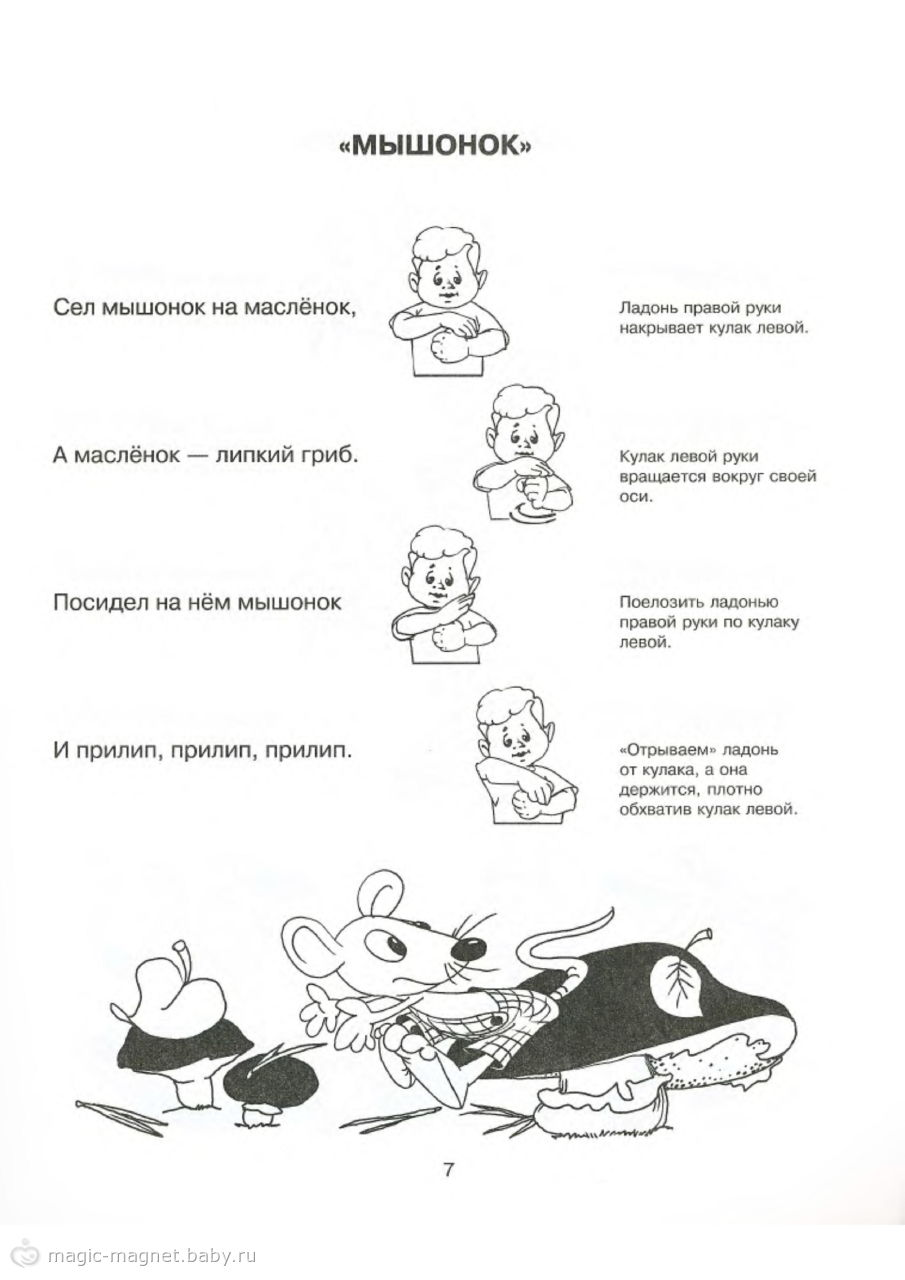 «МЫШОНОК»
Сел мышонок на маслёнок,
Ладонь правой руки
накрывает кулак левой.
А маслёнок — липкий гриб.
Кулак левой руки
вращается вокруг своей
оси.
Посидел на нём мышонок
Поелозить ладонью
правой руки по кулаку
левой.
И прилип, прилип, прилип.
«Отрываем» ладонь
от кулака, а она
держится, плотно
обхватив кулак левой.
7
magic-magnet.baby.ru